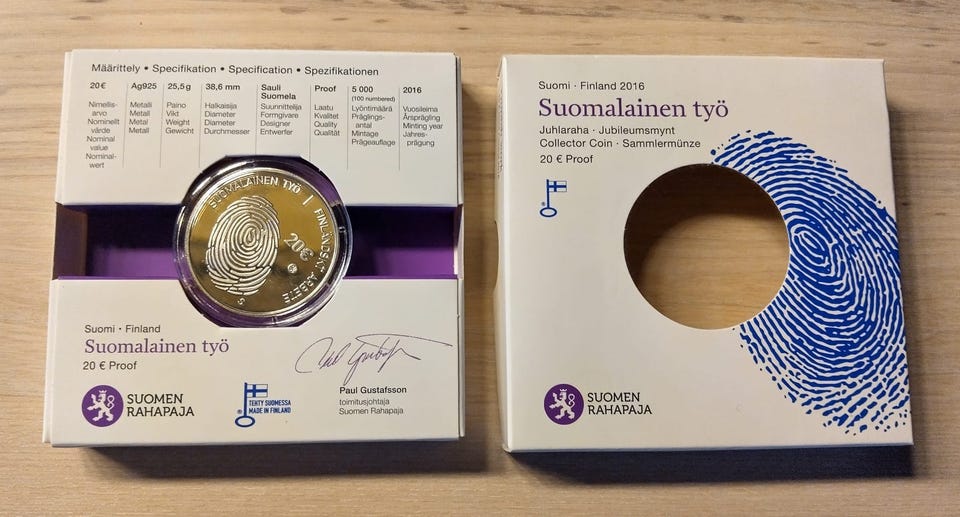 Määrittely • Specifikation • Specification • Spezifikationen
20€
Nimellis-
arvo
Nominellt
värde
Nominal
value
Nominal-
wert
Ag925
Metalli
Metall
Metal
Metall
25,5g
Paino
Vikt
Weight
Gewicht
38,6 mm
Halkaisija
Diameter
Diameter
Durchmesser
Sauli
Suomela
Suunnittelija
Formgivare
Designer
Entwerfer
Proof
Laatu
Kvalitet
Quality
Qualität
5 000
(100 numbered)
Lyöntimäärä
Präglings-
antal
Mintage
Prägeauflage
2016
Vuosileima
Årsprägling
Minting year
Jahres-
prägung
SUOMALAINEN TYÖ | FINLÄNDSKT ARBETE
20€
S
Suomi • Finland
Suomalainen työ
20 € Proof
SUOMEN
RAHAPAJA
®
TEHTY SUOMESSA
MADE IN FINLAND
Paul Gustafsson
toimitusjohtaja
Suomen Rahapaja
Suomi · Finland 2016
Suomalainen työ
Juhlaraha · Jubileumsmynt
Collector Coin · Sammlermünze
20 € Proof
SUOMEN
RAHAPAJA